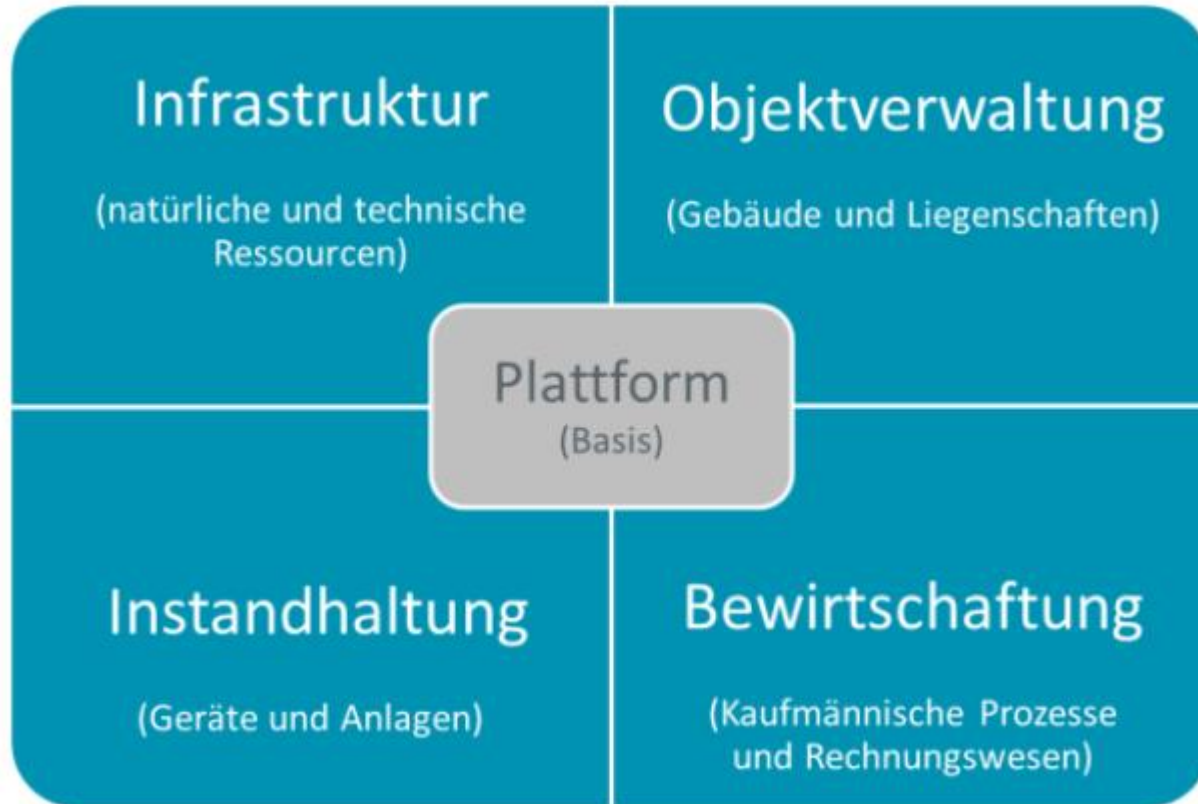 Infrastruktur
(natürliche und technische
Ressourcen)
Objektverwaltung
(Gebäude und Liegenschaften)
Plattform
(Basis)
Instandhaltung
(Geräte und Anlagen)
Bewirtschaftung
(Kaufmännische Prozesse
und Rechnungswesen)